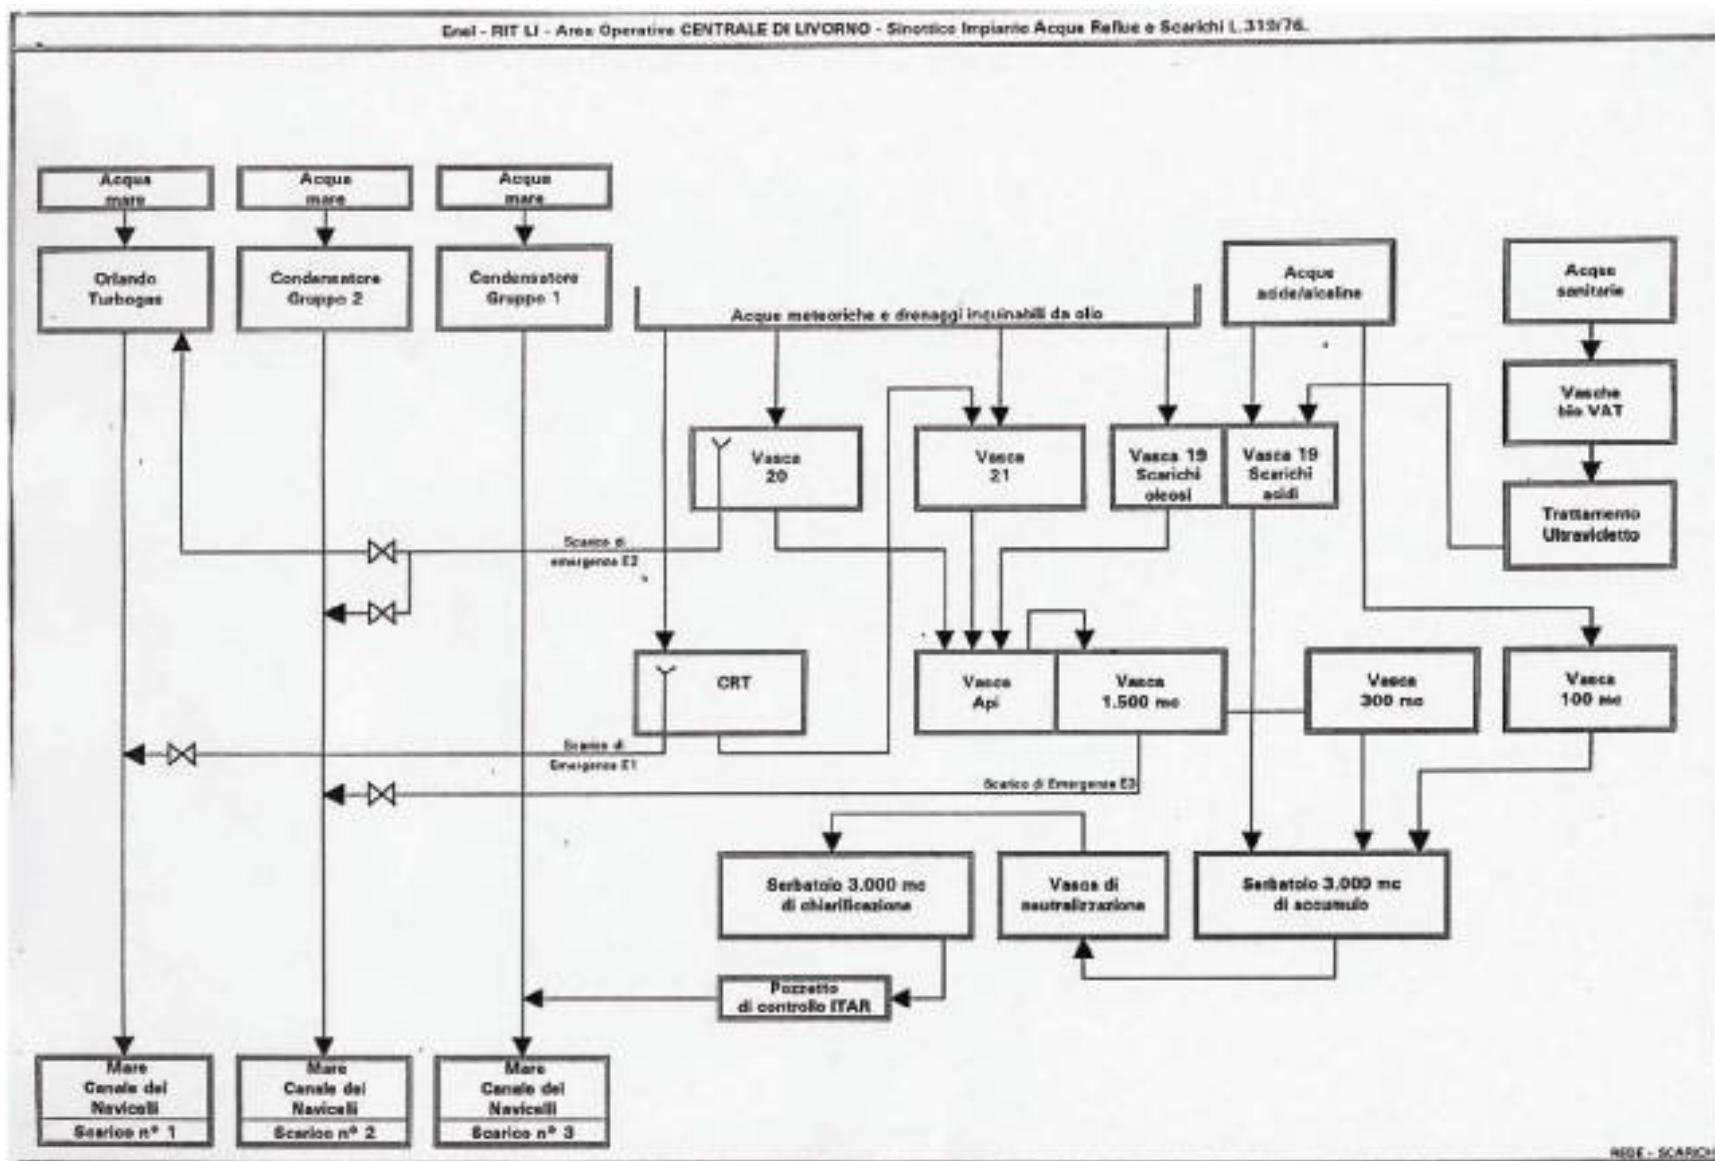 Enel - RIT LI - Area Operativa CENTRALE DI LIVORNO - Sinottico Impianto Acque Reflue e Scarichi L.319/76.
Acqua
mare
Acqua
mare
Acqua
mare
Orlando
Turbogas
Condensatore
Gruppo 2
Condensatore
Gruppo 1
Acque meteoriche e drenaggi inquinabili da olio
Acque
acide/alcaline
Acque
sanitarie
Vasche
bio VAT
Trattamento
Ultravioletto
Vasca
20
Vasca
21
Vasca 19
Scarichi
oleosi
Vasca 19
Scarichi
acidi
Scarico di
emergenza E2
CRT
Vasca
Api
Vasca
1.500 mc
Vasca
300 mc
Vasca
100 mc
Scarico di
Emergenza E1
Scarico di Emergenza E3
Serbatoio 3.000 mc
di chiarificazione
Vasca di
neutralizzazione
Serbatoio 3.000 mc
di accumulo
Pozzetto
di controllo ITAR
Mare
Canale dei
Navicelli
Scarico n° 1
Mare
Canale dei
Navicelli
Scarico n° 2
Mare
Canale dei
Navicelli
Scarico n° 3